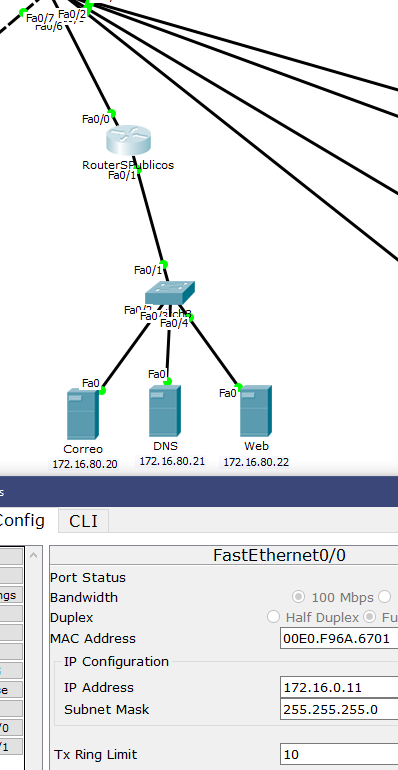 Fa0/7
Fa0/2
Fa0/6
Fa0/0
RouterSPublicos
Fa0/1
Fa0/1
Fa0/3
Fa0/4
Fa0
Fa0
Fa0
Correo
DNS
Web
172.16.80.20
172.16.80.21
172.16.80.22
s
Config
CLI
FastEthernet0/0
Port Status
Bandwidth
100 Mbps
ngs
Duplex
Half Duplex
Fu
MAC Address
00E0.F96A.6701
IP Configuration
IP Address
172.16.0.11
se
Subnet Mask
255.255.255.0
/0
/1
Tx Ring Limit
10